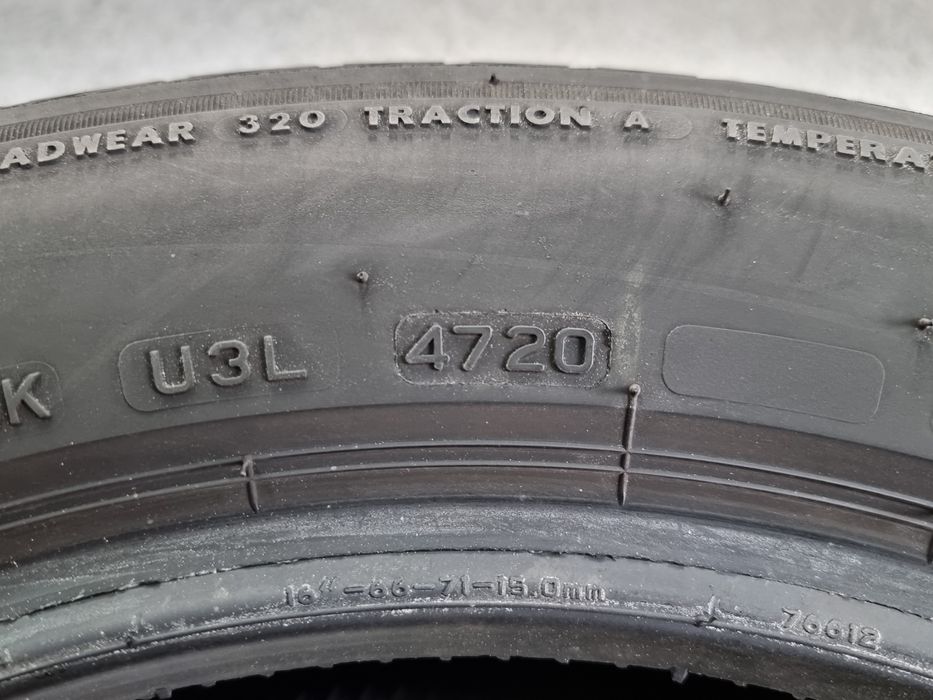 ADWEAR 320 TRACTION A TEMPERA
K U3L 4720
16"-66-71-15.0mm 76612